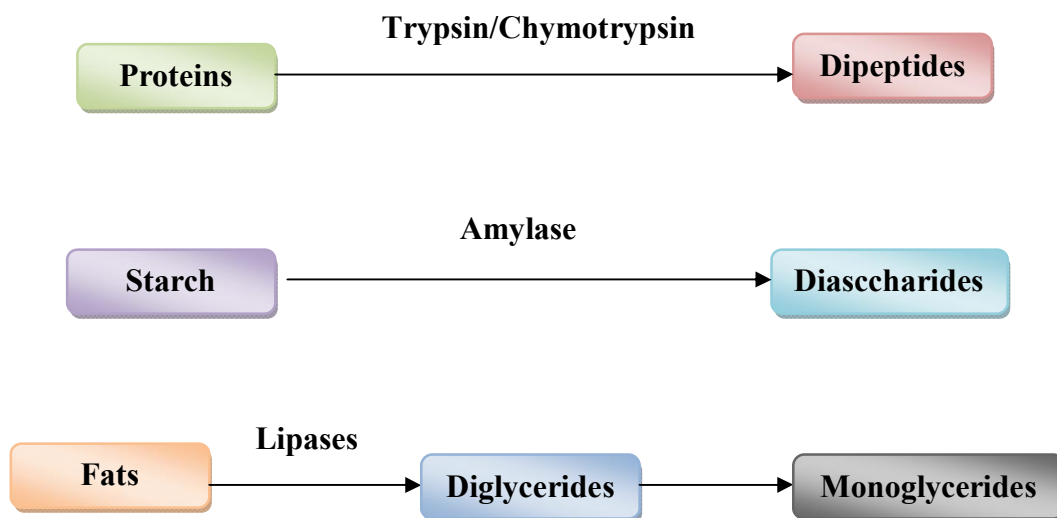 Trypsin/Chymotrypsin
Proteins
Dipeptides
Amylase
Starch
Diasccharides
Lipases
Fats
Diglycerides
Monoglycerides